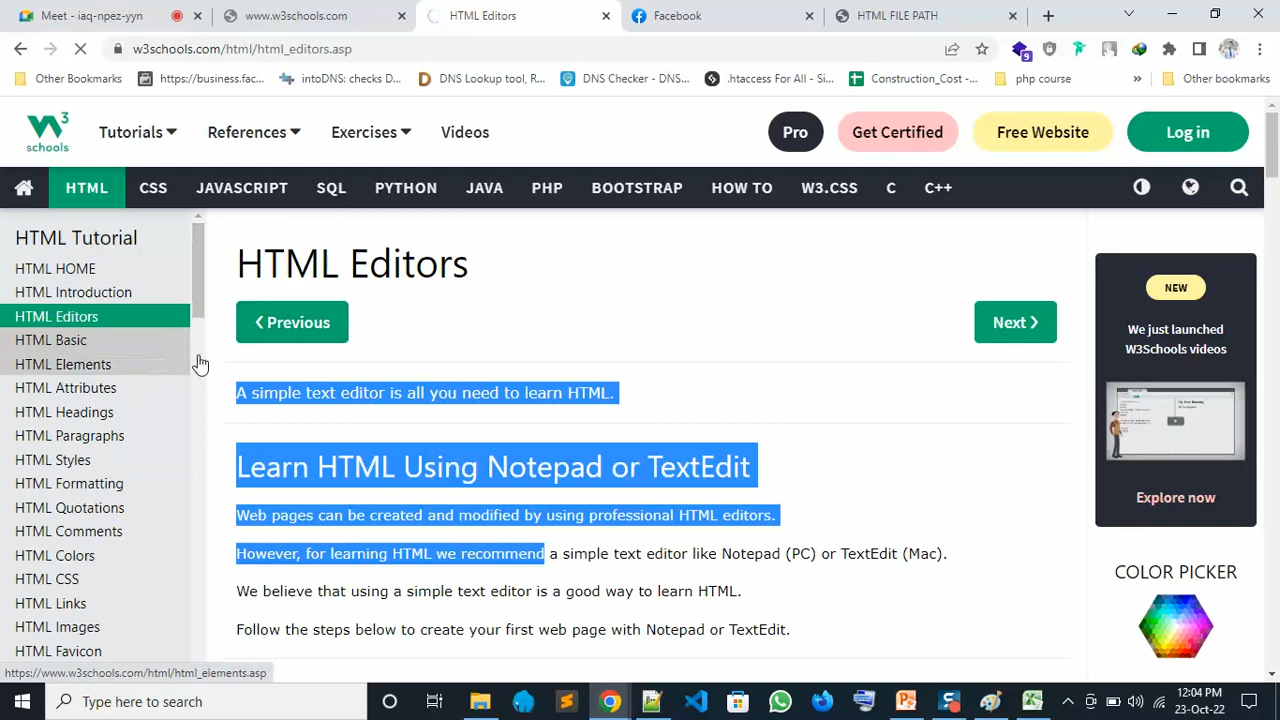 Meet - iaq-npez-yyn
www.w3schools.com
HTML Editors
Facebook
HTML FILE PATH
w3schools.com/html/html_editors.asp
9
Other Bookmarks
https://business.fac...
intoDNS: checks D...
DNS Lookup tool, R...
DNS Checker - DNS...
.htaccess For All - Si...
Construction_Cost -...
php course
»
Other bookmarks
W3 schools
Tutorials
References
Exercises
Videos
Pro
Get Certified
Free Website
Log in
HTML
CSS
JAVASCRIPT
SQL
PYTHON
JAVA
PHP
BOOTSTRAP
HOW TO
W3.CSS
C
C++
HTML Tutorial
HTML HOME
HTML Introduction
HTML Editors
HTML Basic
HTML Elements
HTML Attributes
HTML Headings
HTML Paragraphs
HTML Styles
HTML Formatting
HTML Quotations
HTML Comments
HTML Colors
HTML CSS
HTML Links
HTML Images
HTML Favicon
https://www.w3schools.com/html/html_elements.asp
HTML Editors
❮ Previous
Next ❯
A simple text editor is all you need to learn HTML.
Learn HTML Using Notepad or TextEdit
Web pages can be created and modified by using professional HTML editors.
However, for learning HTML we recommend a simple text editor like Notepad (PC) or TextEdit (Mac).
We believe that using a simple text editor is a good way to learn HTML.
Follow the steps below to create your first web page with Notepad or TextEdit.
NEW
We just launched
W3Schools videos
Explore now
COLOR PICKER
Type here to search
12:04 PM
23-Oct-22